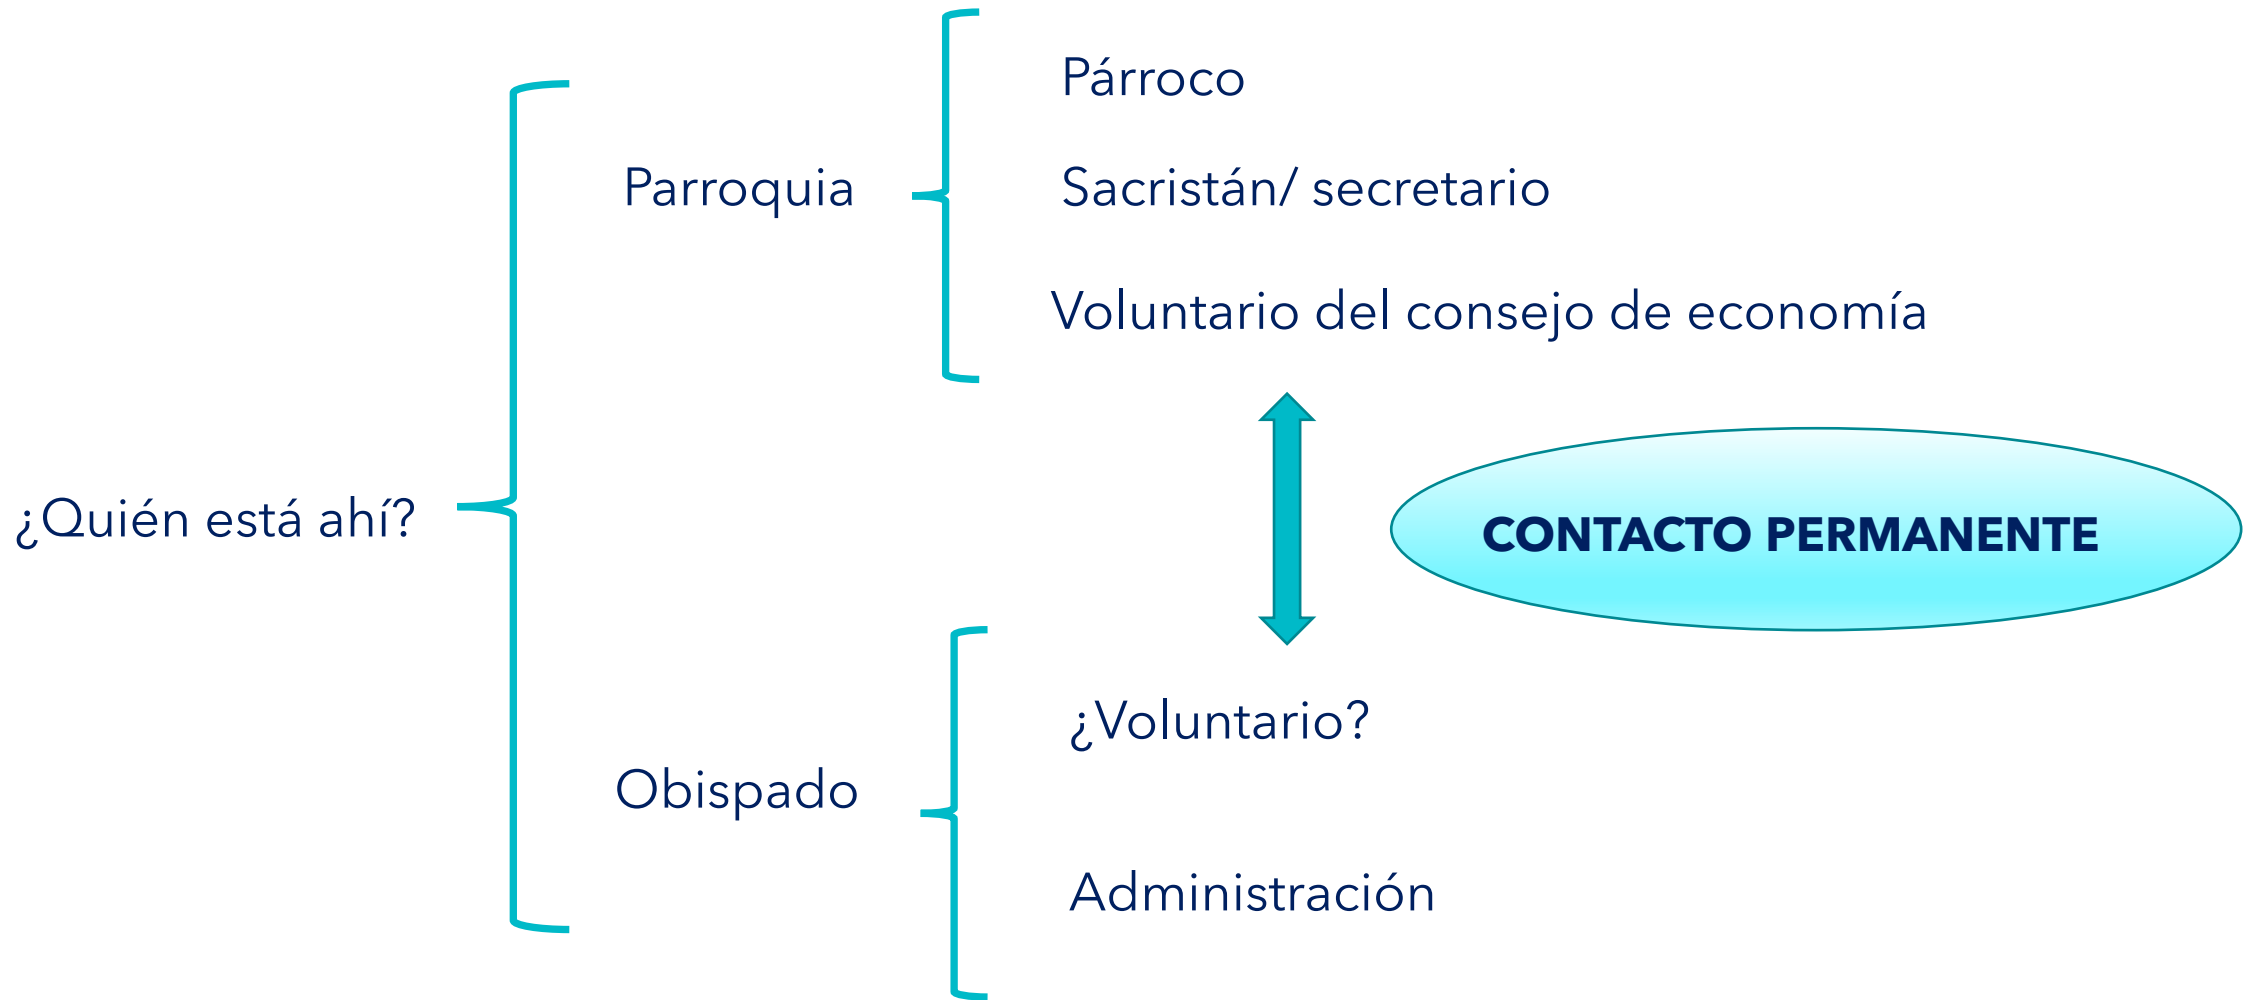 Párroco
Parroquia
Sacristán/ secretario
Voluntario del consejo de economía
¿Quién está ahí?
CONTACTO PERMANENTE
¿Voluntario?
Obispado
Administración